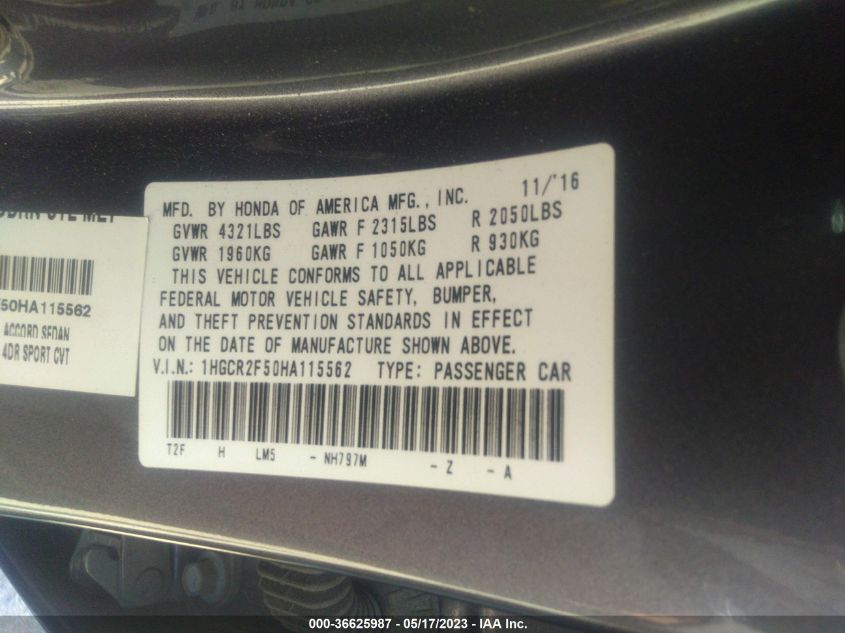 MFD. BY HONDA OF AMERICA MFG., INC. 11/'16
GVWR 4321LBS GAWR F 2315LBS R 2050LBS
GVWR 1960KG GAWR F 1050KG R 930KG
THIS VEHICLE CONFORMS TO ALL APPLICABLE
FEDERAL MOTOR VEHICLE SAFETY, BUMPER,
AND THEFT PREVENTION STANDARDS IN EFFECT
ON THE DATE OF MANUFACTURE SHOWN ABOVE.
V.I.N.: 1HGCR2F50HA115562 TYPE: PASSENGER CAR
T2F H LM5 - NH797M - Z - A
50HA115562
ACCORD SEDAN
4DR SPORT CVT
000-36625987 - 05/17/2023 - IAA Inc.